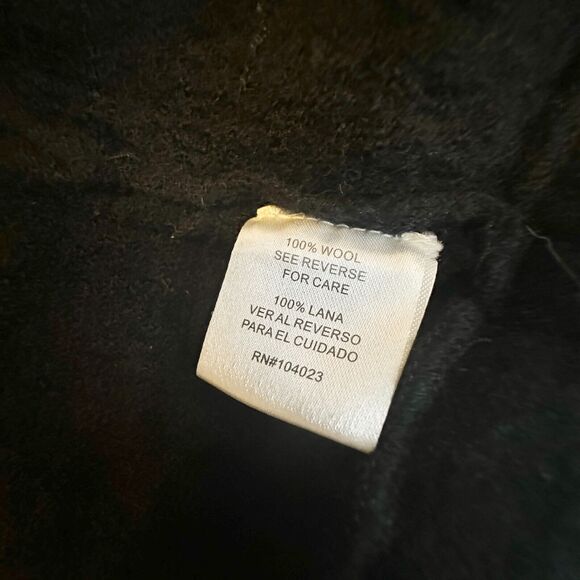 100% WOOL
SEE REVERSE
FOR CARE
100% LANA
VER AL REVERSO
PARA EL CUIDADO
RN#104023